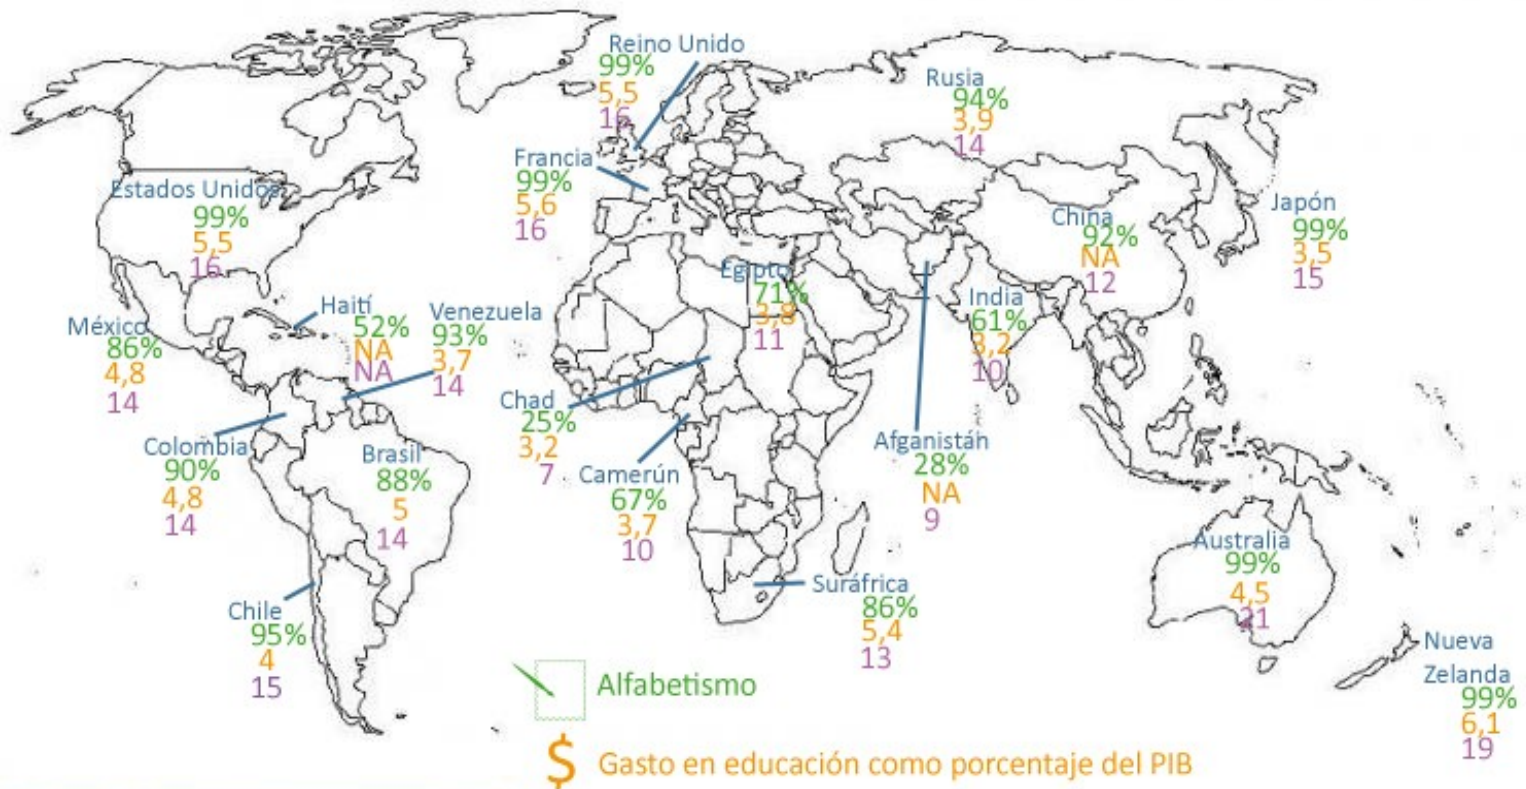 Reino Unido
99%
5,5
16
Rusia
94%
3,9
14
Francia
99%
5,6
16
Estados Unidos
99%
5,5
16
China
92%
NA
12
Japón
99%
3,5
15
Egipto
71%
3,8
11
India
61%
3,2
10
Haití
52%
NA
NA
Venezuela
93%
3,7
14
México
86%
4,8
14
Chad
25%
3,2
7
Colombia
90%
4,8
14
Brasil
88%
5
14
Camerún
67%
3,7
10
Afganistán
28%
NA
9
Australia
99%
4,5
21
Suráfrica
86%
5,4
13
Chile
95%
4
15
Nueva
Zelanda
99%
6,1
19
Alfabetismo
$ Gasto en educación como porcentaje del PIB